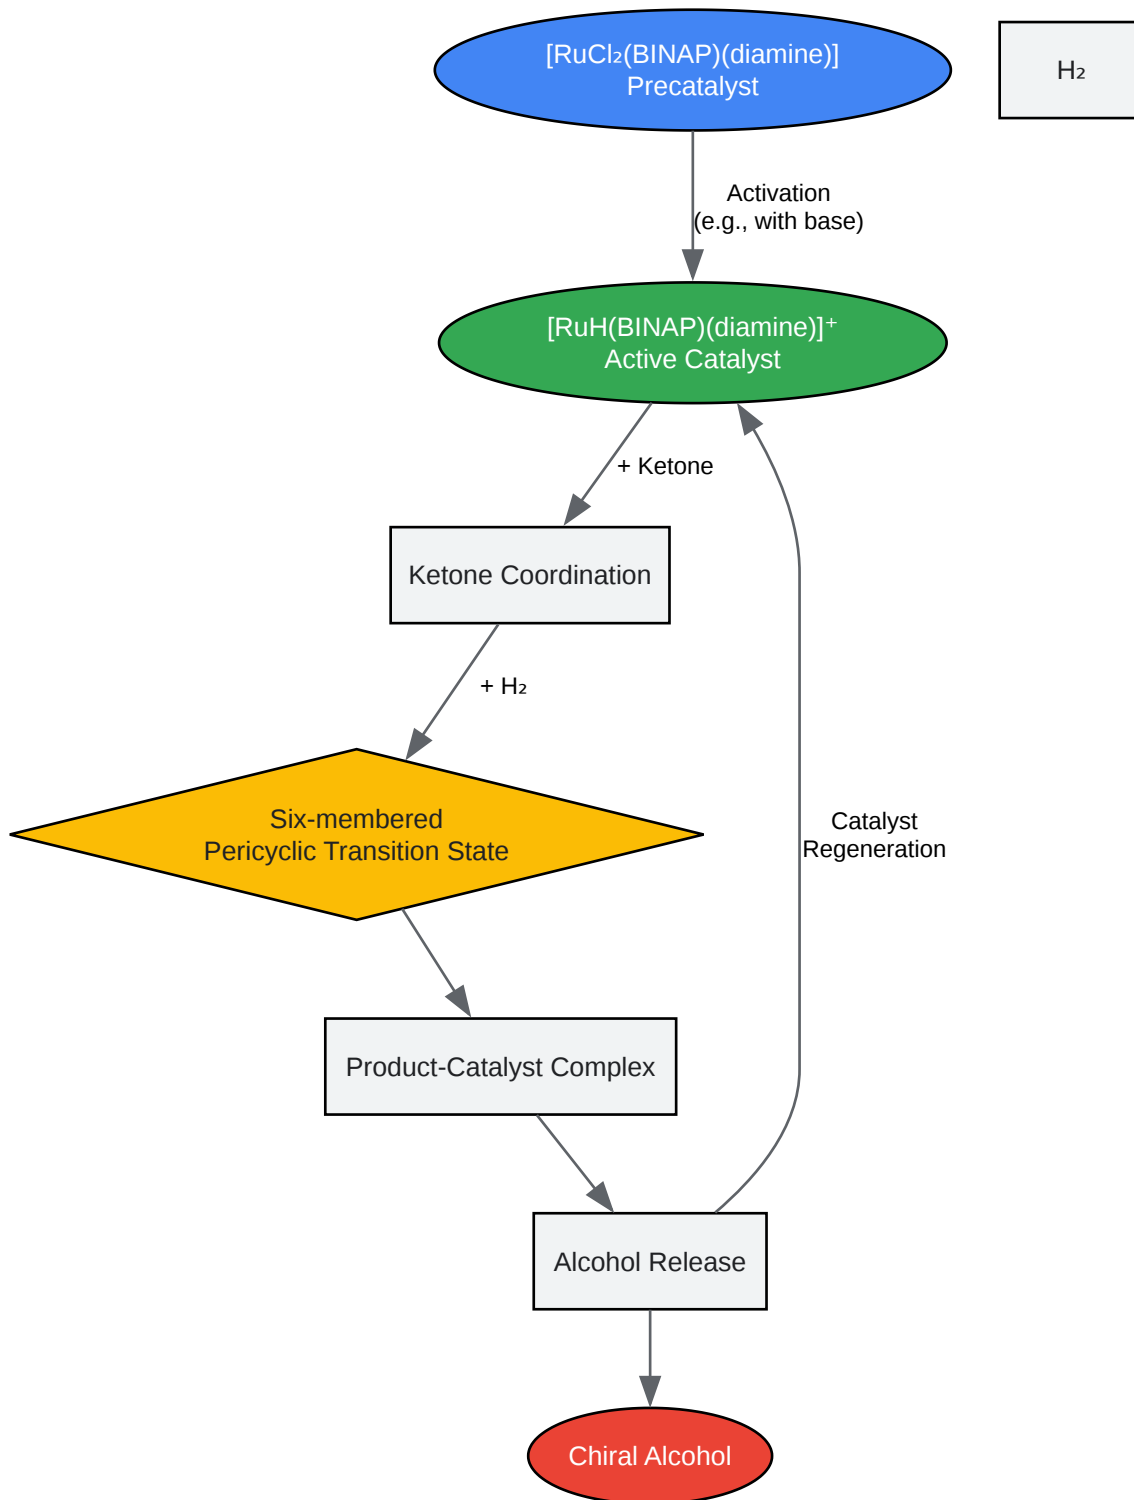 [RuCl₂(BINAP)(diamine)]
Precatalyst
H₂
Activation
(e.g., with base)
[RuH(BINAP)(diamine)]⁺
Active Catalyst
+ Ketone
Ketone Coordination
+ H₂
Six-membered
Pericyclic Transition State
Catalyst
Regeneration
Product-Catalyst Complex
Alcohol Release
Chiral Alcohol